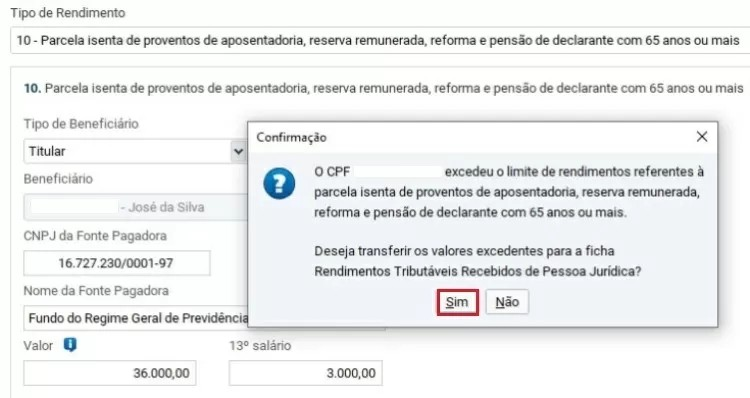 Tipo de Rendimento
10 - Parcela isenta de proventos de aposentadoria, reserva remunerada, reforma e pensão de declarante com 65 anos ou mais
10. Parcela isenta de proventos de aposentadoria, reserva remunerada, reforma e pensão de declarante com 65 anos ou mais
Tipo de Beneficiário
Titular
Beneficiário
- José da Silva
CNPJ da Fonte Pagadora
16.727.230/0001-97
Nome da Fonte Pagadora
Fundo do Regime Geral de Previdência
Valor
13º salário
36.000,00
3.000,00
Confirmação
O CPF excedeu o limite de rendimentos referentes à
parcela isenta de proventos de aposentadoria, reserva remunerada,
reforma e pensão de declarante com 65 anos ou mais.
Deseja transferir os valores excedentes para a ficha
Rendimentos Tributáveis Recebidos de Pessoa Jurídica?
Sim
Não